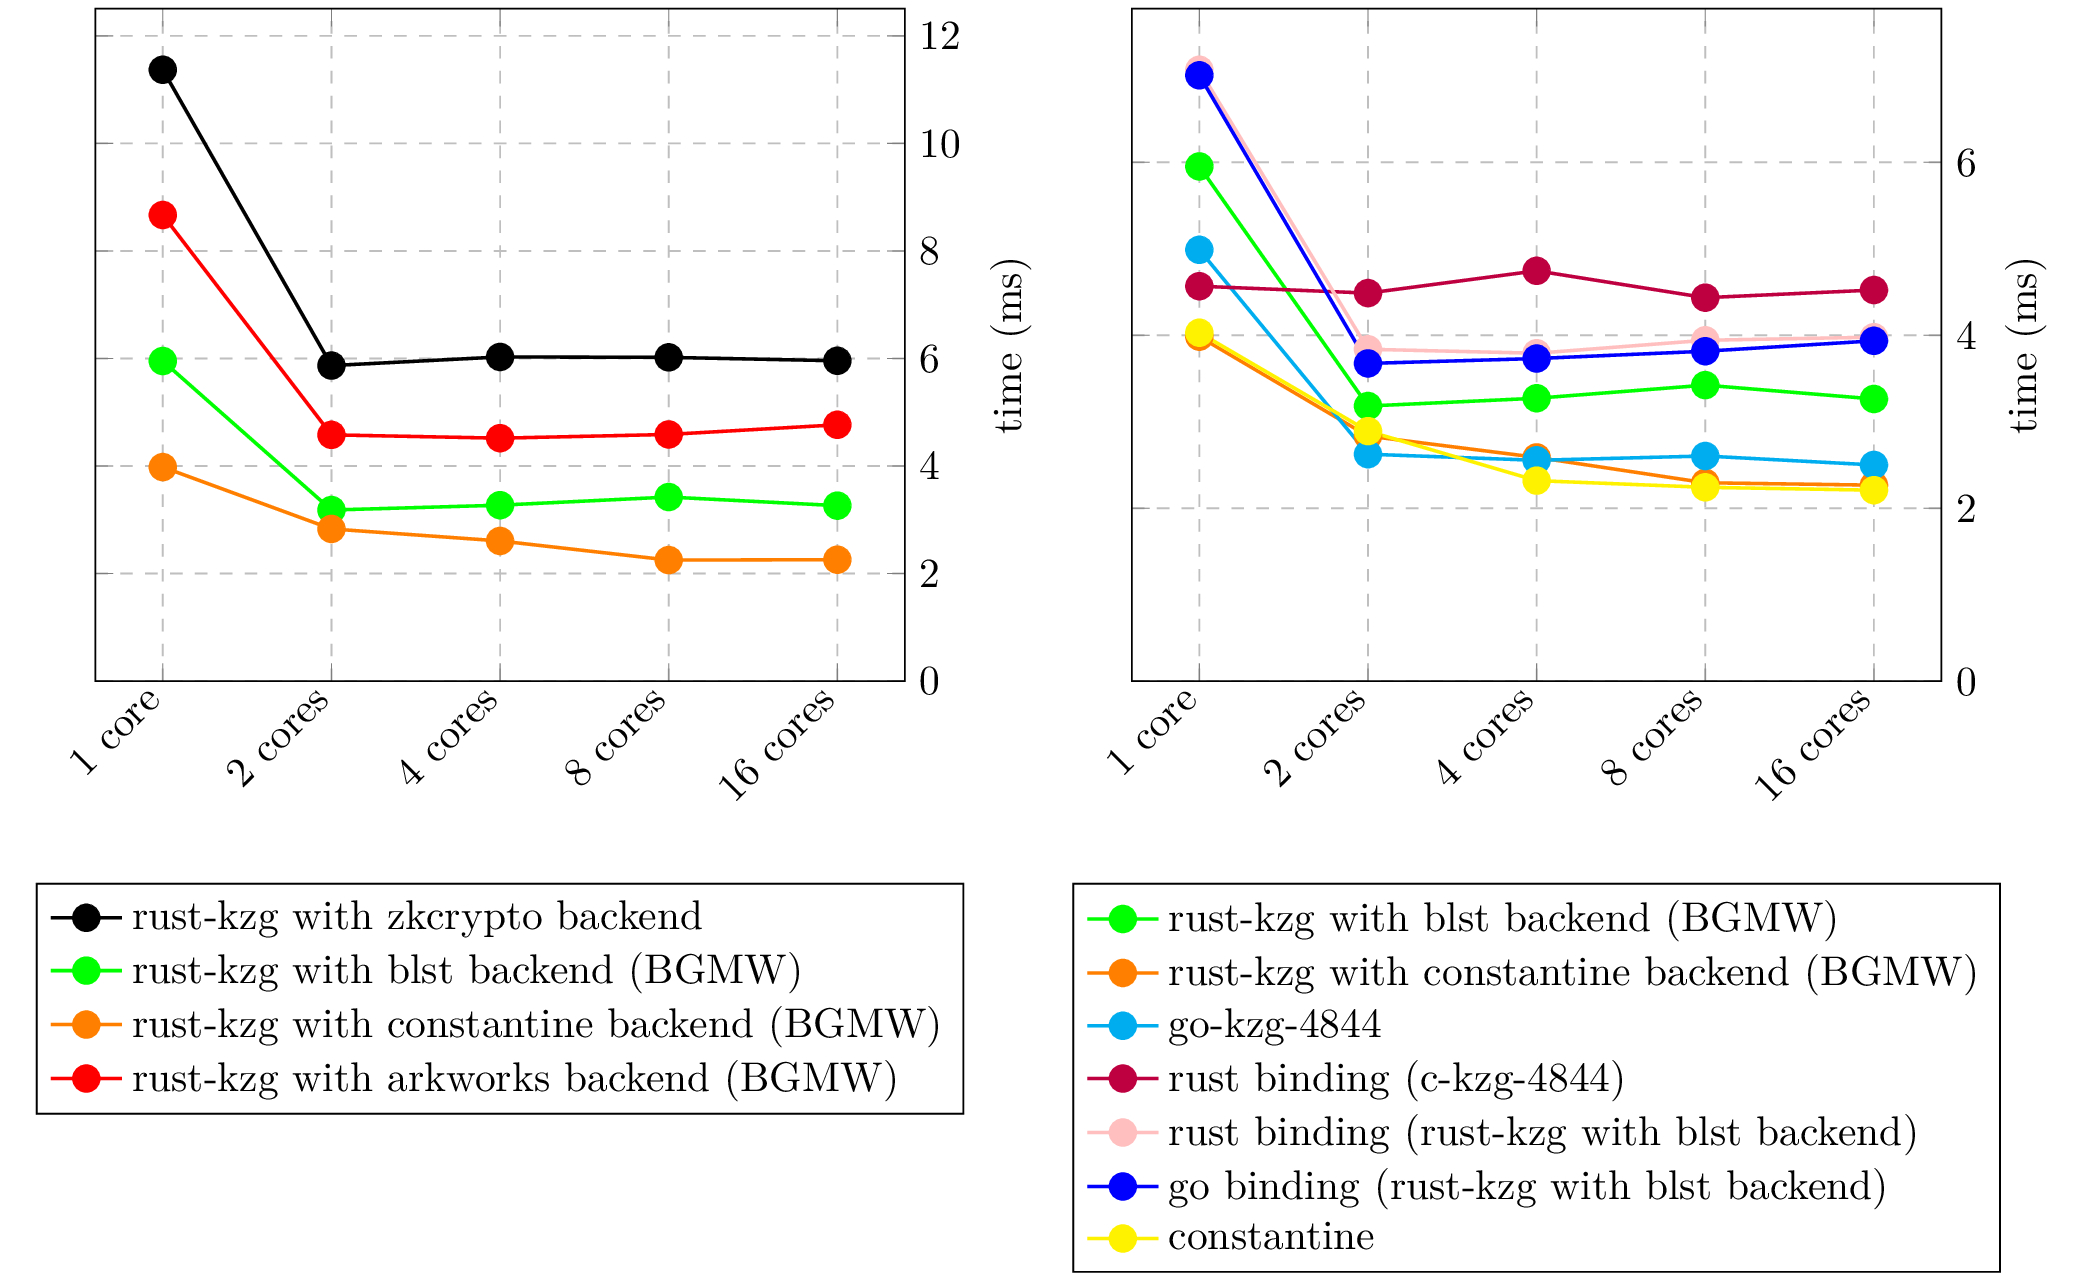 12
10
8
6
4
2
0
time (ms)
1 core
2 cores
4 cores
8 cores
16 cores
rust-kzg with zkcrypto backend
rust-kzg with blst backend (BGMW)
rust-kzg with constantine backend (BGMW)
rust-kzg with arkworks backend (BGMW)
6
4
2
0
time (ms)
1 core
2 cores
4 cores
8 cores
16 cores
rust-kzg with blst backend (BGMW)
rust-kzg with constantine backend (BGMW)
go-kzg-4844
rust binding (c-kzg-4844)
rust binding (rust-kzg with blst backend)
go binding (rust-kzg with blst backend)
constantine